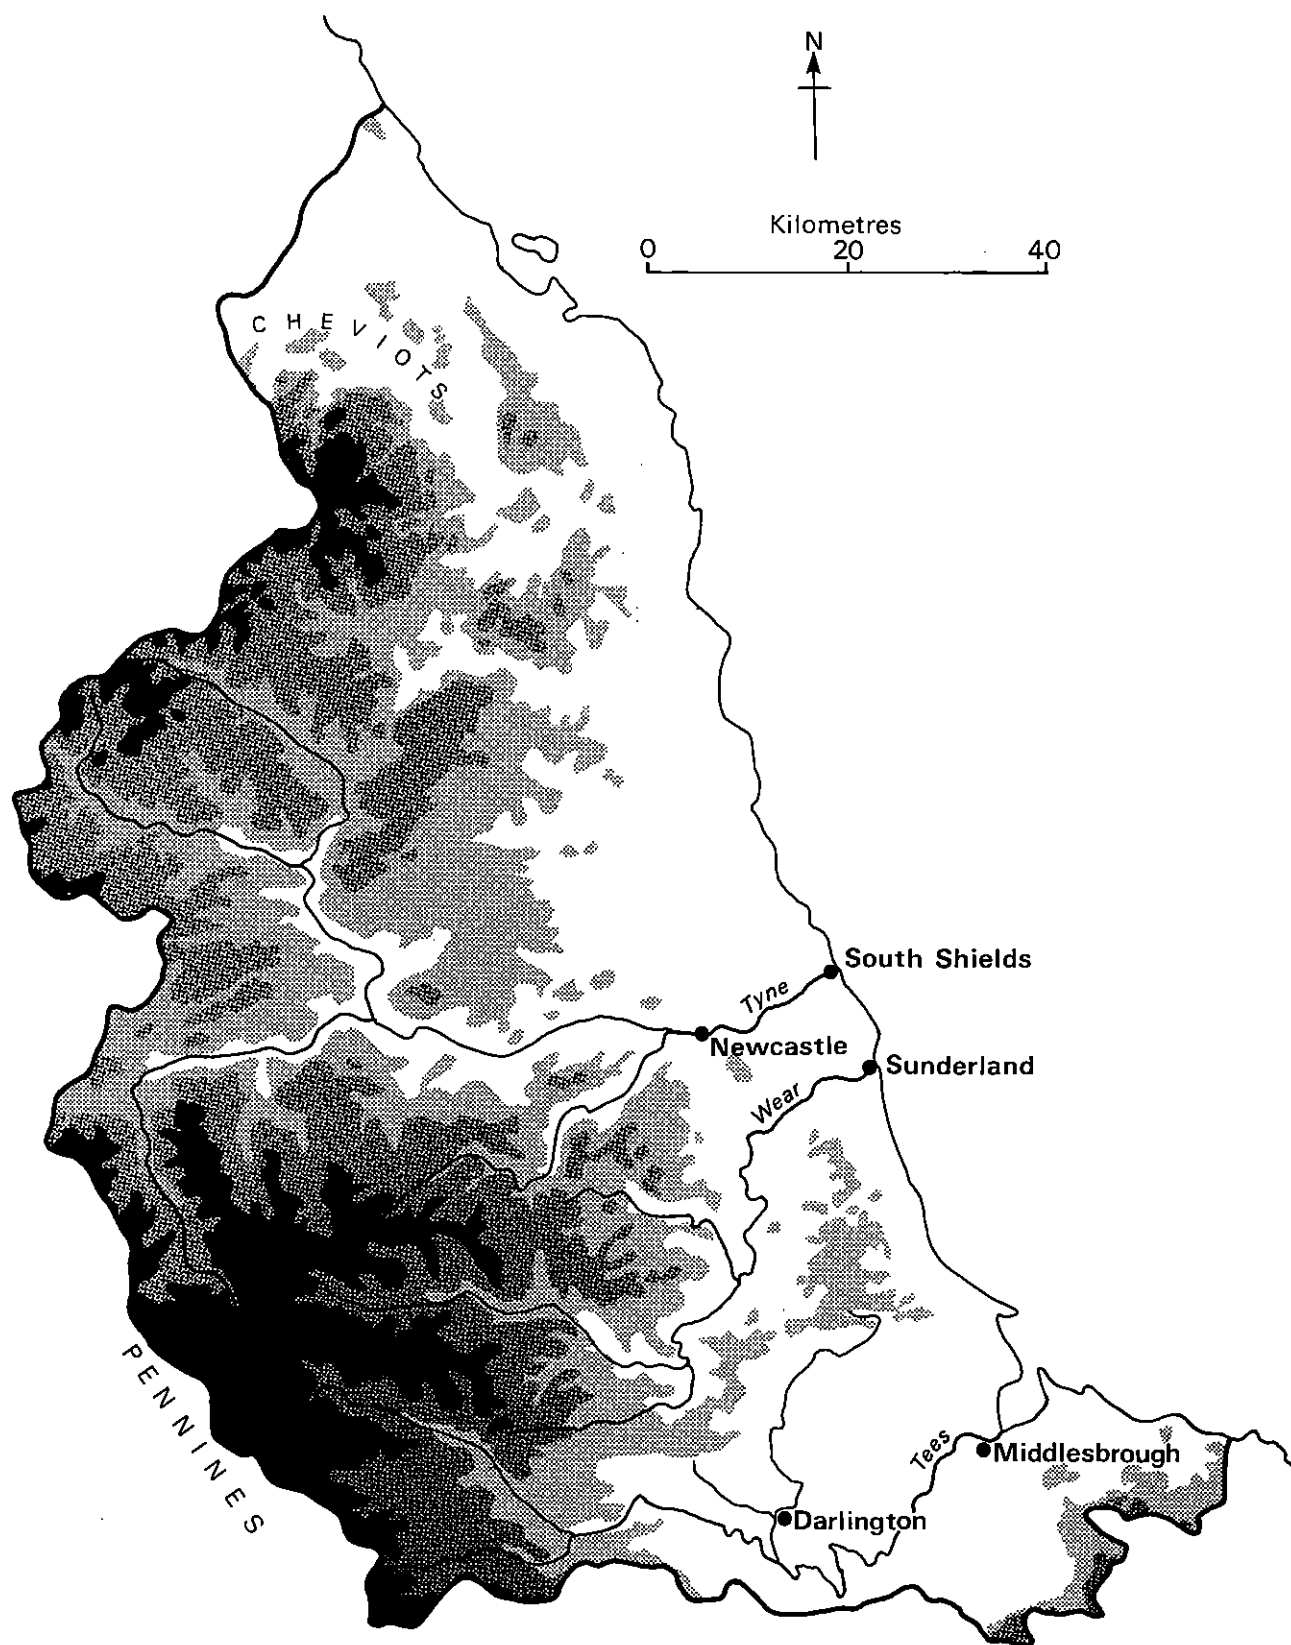 N
Kilometres
0 20 40
CHEVIOTS
South Shields
Tyne
Newcastle
Sunderland
Wear
PENNINES
Tees
Middlesbrough
Darlington